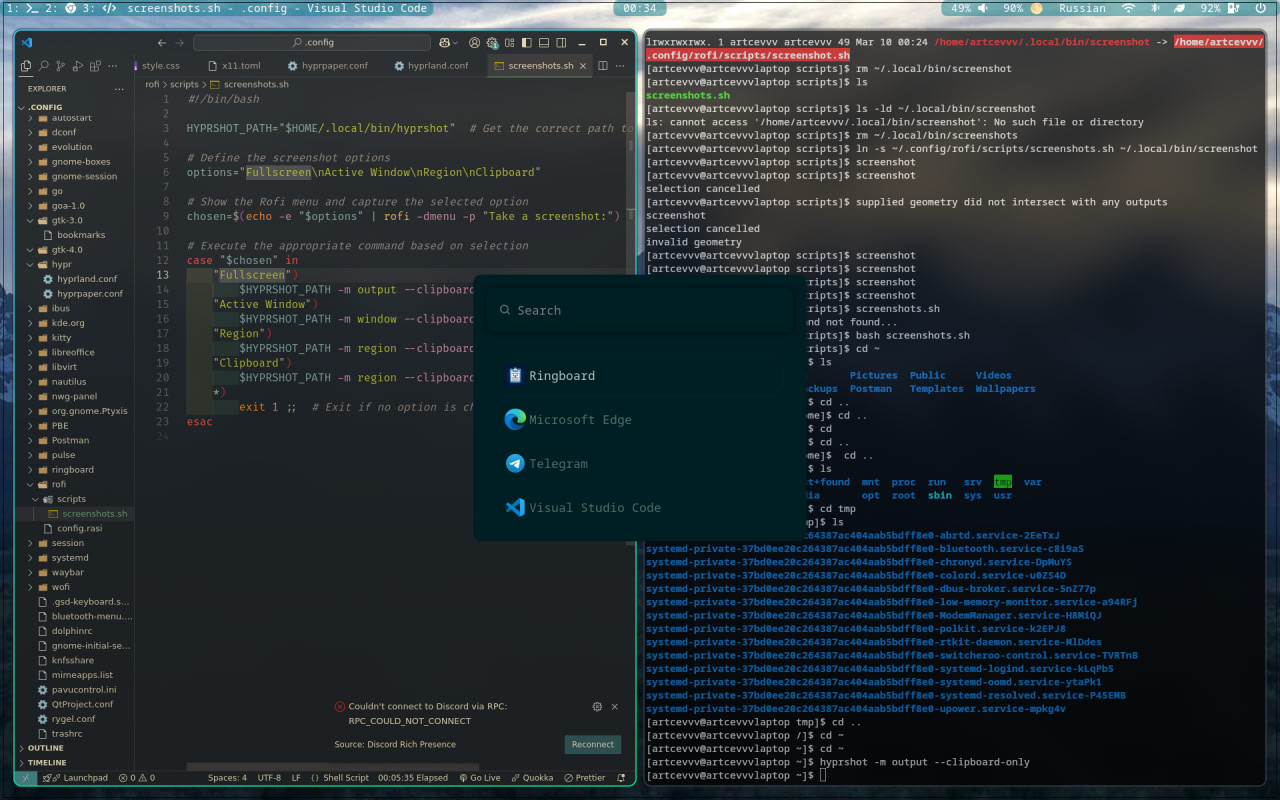 1: 2: 3: screenshots.sh - .config - Visual Studio Code
00:34
49% 90% Russian 92%
.config
style.css x11.toml hyprpaper.conf hyprland.conf screenshots.sh
EXPLORER
rofi > scripts > screenshots.sh
.CONFIG
autostart
dconf
evolution
gnome-boxes
gnome-session
go
goa-1.0
gtk-3.0
bookmarks
gtk-4.0
hypr
hyprland.conf
hyprpaper.conf
ibus
kde.org
kitty
libreoffice
libvirt
nautilus
nwg-panel
org.gnome.Ptyxis
PBE
Postman
pulse
ringboard
rofi
scripts
screenshots.sh
config.rasi
session
systemd
waybar
wofi
.gsd-keyboard.s...
bluetooth-menu....
dolphinrc
gnome-initial-se...
knfsshare
mimeapps.list
pavucontrol.ini
QtProject.conf
rygel.conf
trashrc
OUTLINE
TIMELINE
1 #!/bin/bash
2
3 HYPRSHOT_PATH="$HOME/.local/bin/hyprshot" # Get the correct path to
4
5 # Define the screenshot options
6 options="Fullscreen\nActive Window\nRegion\nClipboard"
7
8 # Show the Rofi menu and capture the selected option
9 chosen=$(echo -e "$options" | rofi -dmenu -p "Take a screenshot:")
10
11 # Execute the appropriate command based on selection
12 case "$chosen" in
13 "Fullscreen")
14 $HYPRSHOT_PATH -m output --clipboard
15 "Active Window")
16 $HYPRSHOT_PATH -m window --clipboard
17 "Region")
18 $HYPRSHOT_PATH -m region --clipboard
19 "Clipboard")
20 $HYPRSHOT_PATH -m region --clipboard
21 *)
22 exit 1 ;; # Exit if no option is ch
23 esac
24
Couldn't connect to Discord via RPC:
RPC_COULD_NOT_CONNECT
Source: Discord Rich Presence Reconnect
Launchpad 0 0 Spaces: 4 UTF-8 LF Shell Script 00:05:35 Elapsed Go Live Quokka Prettier
Search
Ringboard
Microsoft Edge
Telegram
Visual Studio Code
lrwxrwxrwx. 1 artcevvv artcevvv 49 Mar 10 00:24 /home/artcevvv/.local/bin/screenshot -> /home/artcevvv/
.config/rofi/scripts/screenshot.sh
[artcevvv@artcevvvlaptop scripts]$ rm ~/.local/bin/screenshot
[artcevvv@artcevvvlaptop scripts]$ ls
screenshots.sh
[artcevvv@artcevvvlaptop scripts]$ ls -ld ~/.local/bin/screenshot
ls: cannot access '/home/artcevvv/.local/bin/screenshot': No such file or directory
[artcevvv@artcevvvlaptop scripts]$ rm ~/.local/bin/screenshots
[artcevvv@artcevvvlaptop scripts]$ ln -s ~/.config/rofi/scripts/screenshots.sh ~/.local/bin/screenshot
[artcevvv@artcevvvlaptop scripts]$ screenshot
[artcevvv@artcevvvlaptop scripts]$ screenshot
selection cancelled
[artcevvv@artcevvvlaptop scripts]$ supplied geometry did not intersect with any outputs
screenshot
selection cancelled
invalid geometry
[artcevvv@artcevvvlaptop scripts]$ screenshot
[artcevvv@artcevvvlaptop scripts]$ screenshot
ripts]$ screenshot
ripts]$ screenshot
ripts]$ screenshots.sh
and not found...
ripts]$ bash screenshots.sh
ripts]$ cd ~
$ ls
Pictures Public Videos
ckups Postman Templates Wallpapers
$ cd ..
ome]$ cd ..
$ cd
$ cd ..
ome]$ cd ..
$ ls
t+found mnt proc run srv tmp var
ia opt root sbin sys usr
$ cd tmp
mp]$ ls
c264387ac404aab5bdff8e0-abrtd.service-2EeTxJ
systemd-private-37bd0ee20c264387ac404aab5bdff8e0-bluetooth.service-c8i9aS
systemd-private-37bd0ee20c264387ac404aab5bdff8e0-chronyd.service-DpMuYS
systemd-private-37bd0ee20c264387ac404aab5bdff8e0-colord.service-u0ZS4O
systemd-private-37bd0ee20c264387ac404aab5bdff8e0-dbus-broker.service-5nZ77p
systemd-private-37bd0ee20c264387ac404aab5bdff8e0-low-memory-monitor.service-a94RFj
systemd-private-37bd0ee20c264387ac404aab5bdff8e0-ModemManager.service-H8MiQJ
systemd-private-37bd0ee20c264387ac404aab5bdff8e0-polkit.service-k2EPJ8
systemd-private-37bd0ee20c264387ac404aab5bdff8e0-rtkit-daemon.service-MlDdes
systemd-private-37bd0ee20c264387ac404aab5bdff8e0-switcheroo-control.service-TVRTnB
systemd-private-37bd0ee20c264387ac404aab5bdff8e0-systemd-logind.service-kLqPb5
systemd-private-37bd0ee20c264387ac404aab5bdff8e0-systemd-oomd.service-ytaPk1
systemd-private-37bd0ee20c264387ac404aab5bdff8e0-systemd-resolved.service-P45EMB
systemd-private-37bd0ee20c264387ac404aab5bdff8e0-upower.service-mpkg4v
[artcevvv@artcevvvlaptop tmp]$ cd ..
[artcevvv@artcevvvlaptop /]$ cd ~
[artcevvv@artcevvvlaptop ~]$ cd ~
[artcevvv@artcevvvlaptop ~]$ hyprshot -m output --clipboard-only
[artcevvv@artcevvvlaptop ~]$